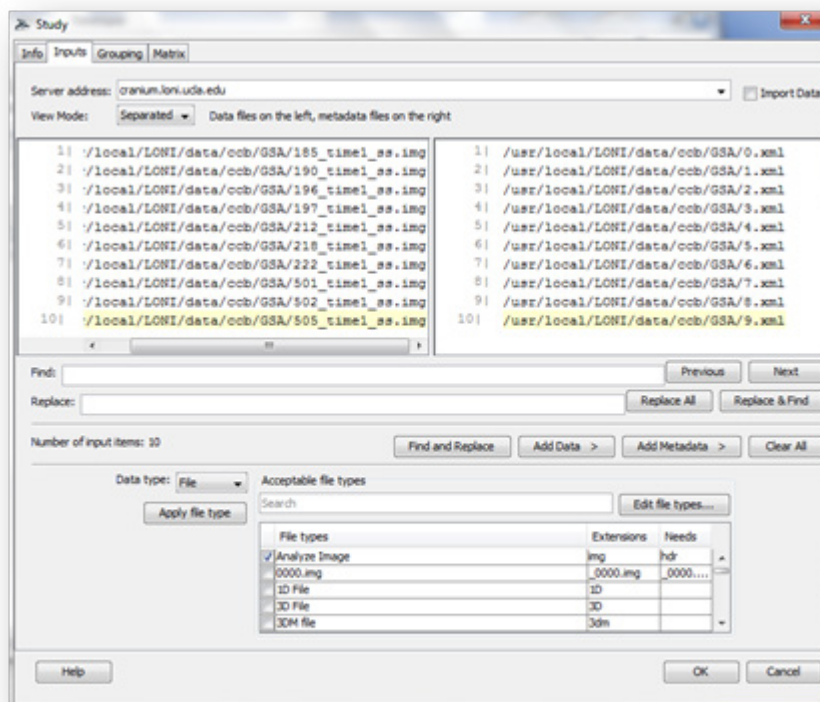 Study
Info Inputs Grouping Matrix
Server address: cranium.loni.ucla.edu Import Data
View Mode: Separated Data files on the left, metadata files on the right
1| '/local/LONI/data/ccb/GSA/185_time1_ss.img 1| /usr/local/LONI/data/ccb/GSA/0.xml
2| '/local/LONI/data/ccb/GSA/190_time1_ss.img 2| /usr/local/LONI/data/ccb/GSA/1.xml
3| '/local/LONI/data/ccb/GSA/196_time1_ss.img 3| /usr/local/LONI/data/ccb/GSA/2.xml
4| '/local/LONI/data/ccb/GSA/197_time1_ss.img 4| /usr/local/LONI/data/ccb/GSA/3.xml
5| '/local/LONI/data/ccb/GSA/212_time1_ss.img 5| /usr/local/LONI/data/ccb/GSA/4.xml
6| '/local/LONI/data/ccb/GSA/218_time1_ss.img 6| /usr/local/LONI/data/ccb/GSA/5.xml
7| '/local/LONI/data/ccb/GSA/222_time1_ss.img 7| /usr/local/LONI/data/ccb/GSA/6.xml
8| '/local/LONI/data/ccb/GSA/501_time1_ss.img 8| /usr/local/LONI/data/ccb/GSA/7.xml
9| '/local/LONI/data/ccb/GSA/502_time1_ss.img 9| /usr/local/LONI/data/ccb/GSA/8.xml
10| '/local/LONI/data/ccb/GSA/505_time1_ss.img 10| /usr/local/LONI/data/ccb/GSA/9.xml
Find: Previous Next
Replace: Replace All Replace & Find
Number of input items: 10 Find and Replace Add Data > Add Metadata > Clear All
Data type: File Acceptable file types
Apply file type Search Edit file types...
File types Extensions Needs
Analyze Image img hdr
0000.img _0000.img _0000....
1D File 1D
3D File 3D
3DM file 3dm
Help OK Cancel